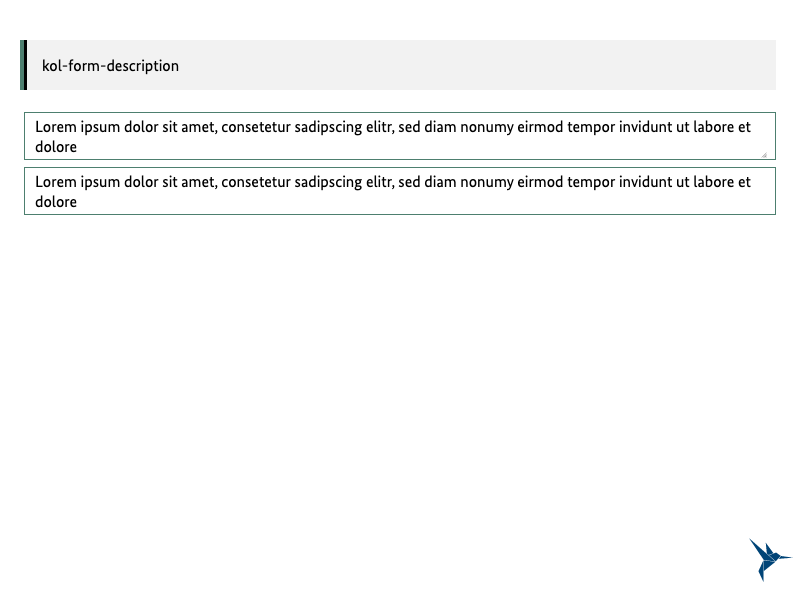 kol-form-description
Lorem ipsum dolor sit amet, consetetur sadipscing elitr, sed diam nonumy eirmod tempor invidunt ut labore et
dolore
Lorem ipsum dolor sit amet, consetetur sadipscing elitr, sed diam nonumy eirmod tempor invidunt ut labore et
dolore